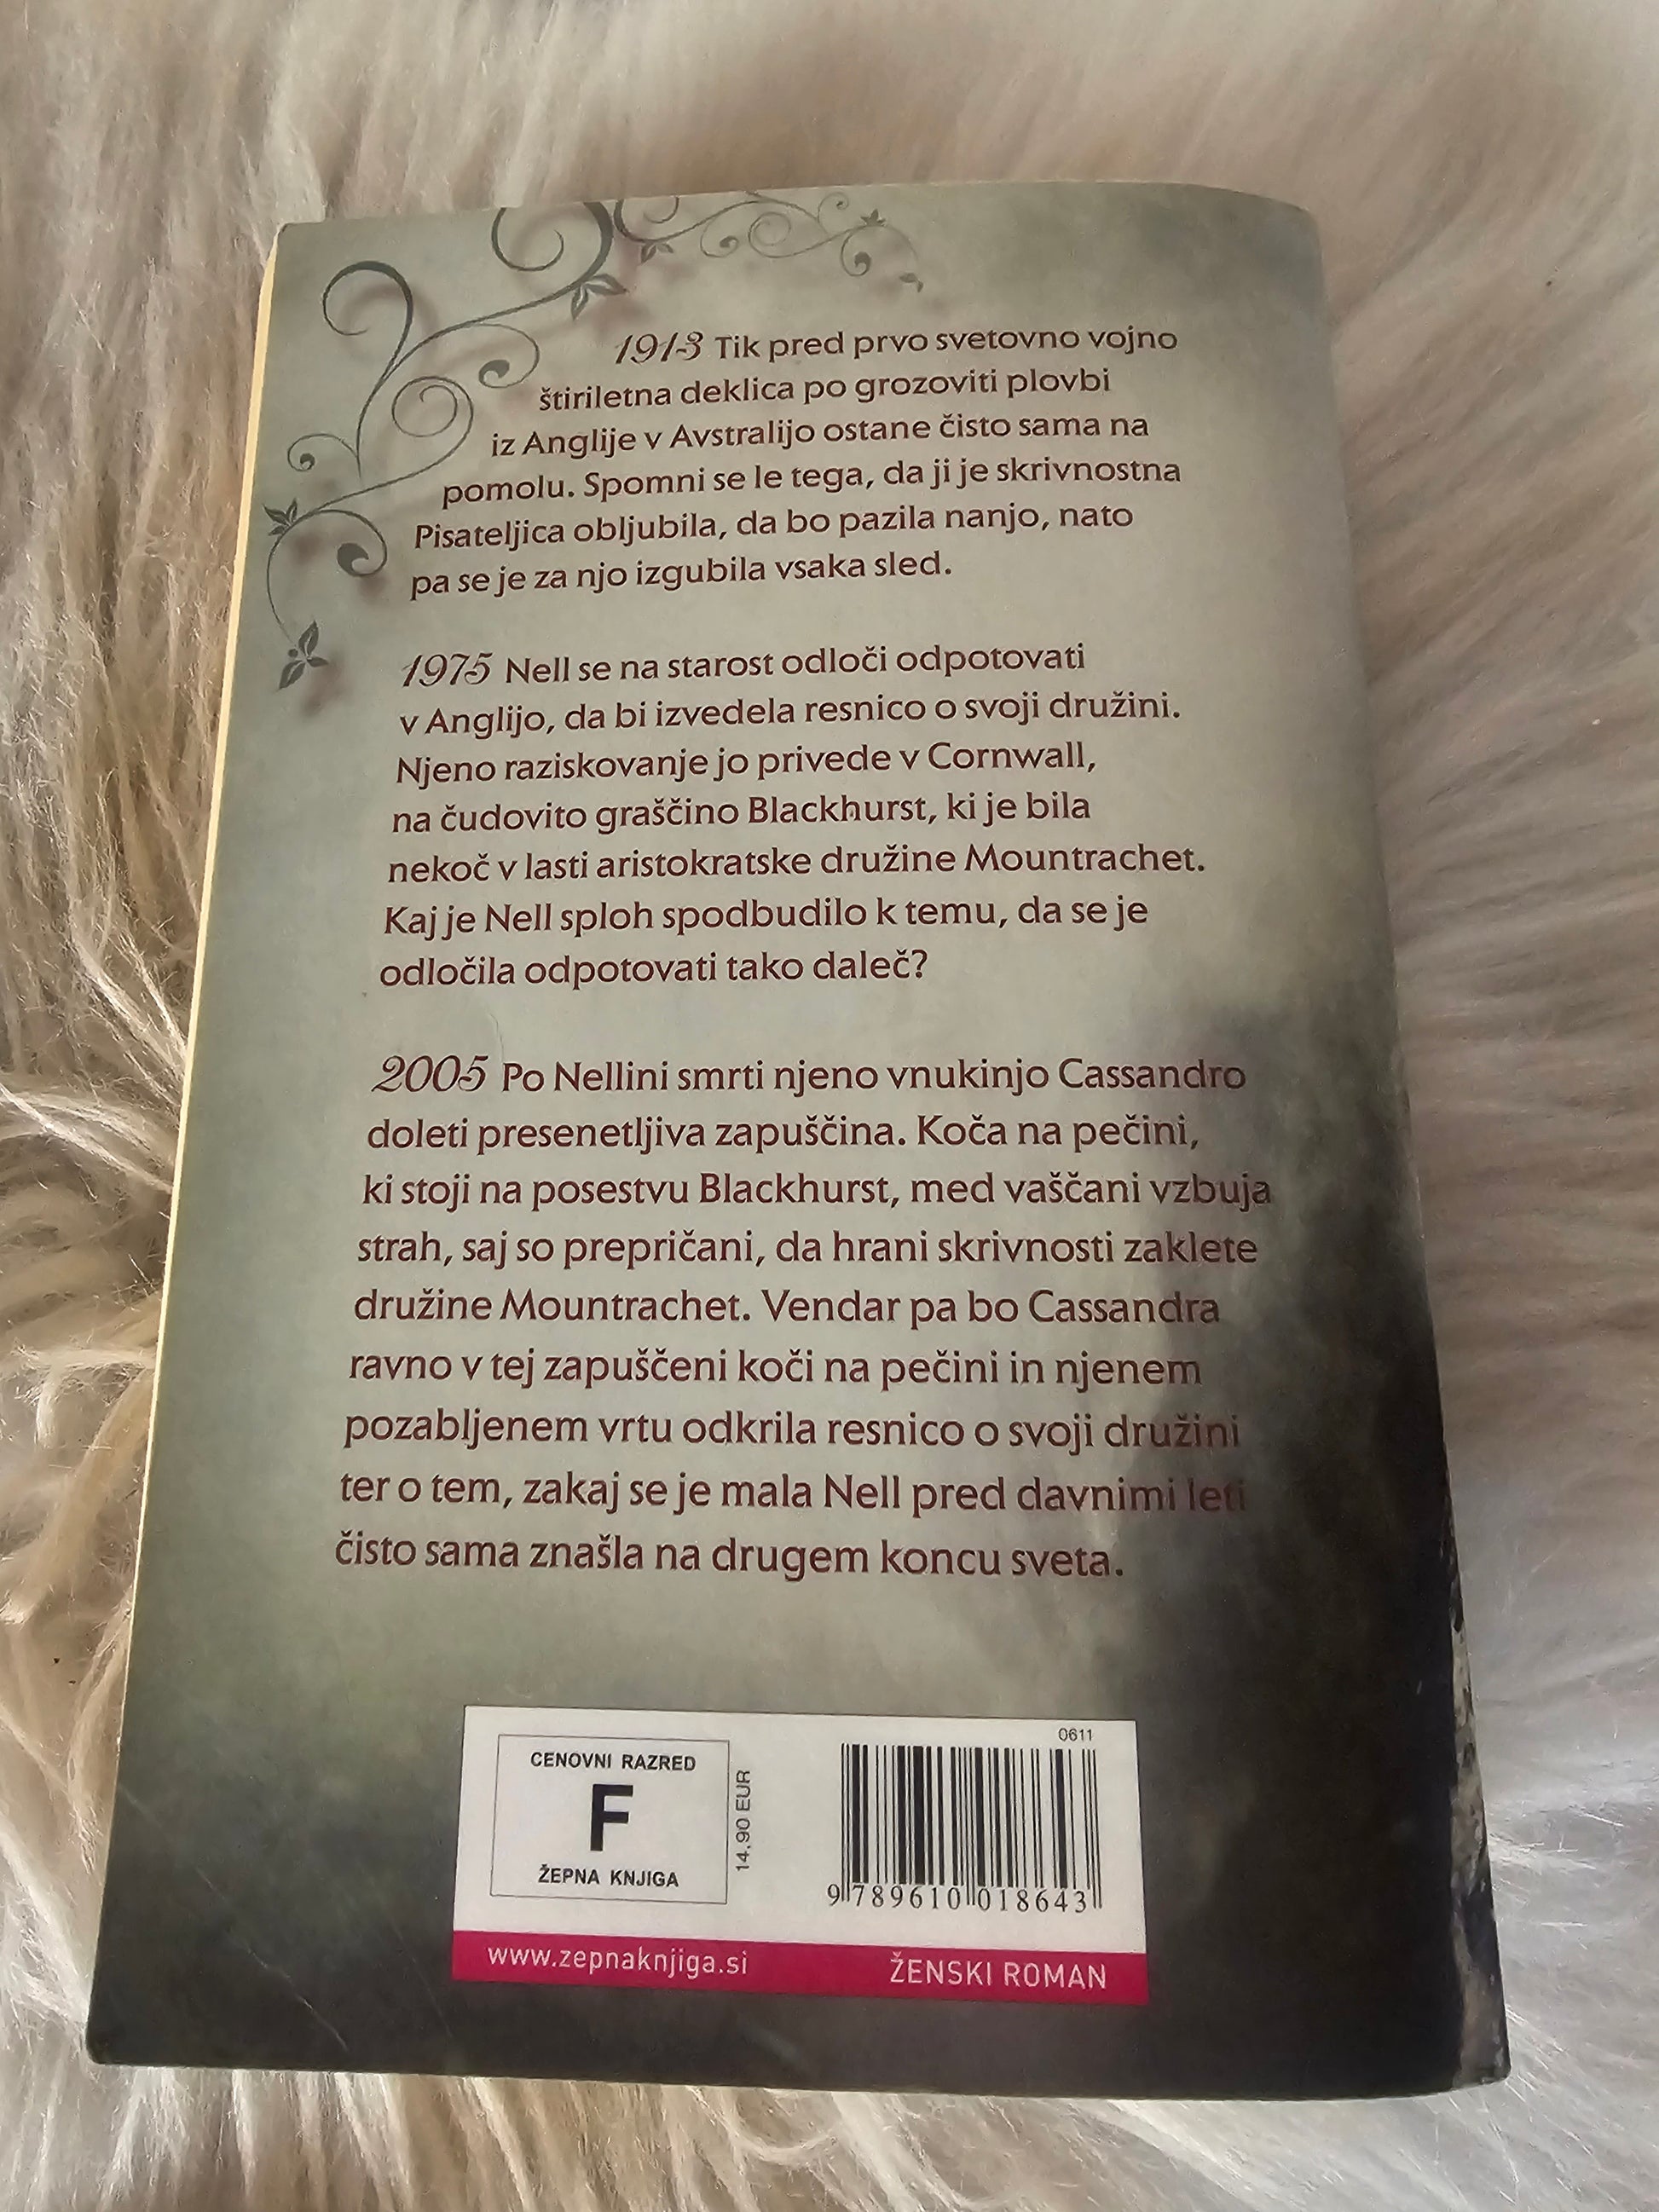 1913 Tik pred prvo svetovno vojno
štiriletna deklica po grozoviti plovbi
iz Anglije v Avstralijo ostane čisto sama na
pomolu. Spomni se le tega, da ji je skrivnostna
Pisateljica obljubila, da bo pazila nanjo, nato
pa se je za njo izgubila vsaka sled.
1975 Nell se na starost odloči odpotovati
v Anglijo, da bi izvedela resnico o svoji družini.
Njeno raziskovanje jo privede v Cornwall,
na čudovito graščino Blackhurst, ki je bila
nekoč v lasti aristokratske družine Mountrachet.
Kaj je Nell sploh spodbudilo k temu, da se je
odločila odpotovati tako daleč?
2005 Po Nellini smrti njeno vnukinjo Cassandro
doleti presenetljiva zapuščina. Koča na pečini,
ki stoji na posestvu Blackhurst, med vaščani vzbuja
strah, saj so prepričani, da hrani skrivnosti zaklete
družine Mountrachet. Vendar pa bo Cassandra
ravno v tej zapuščeni koči na pečini in njenem
pozabljenem vrtu odkrila resnico o svoji družini
ter o tem, zakaj se je mala Nell pred davnimi leti
čisto sama znašla na drugem koncu sveta.
CENOVNI RAZRED
F
ŽEPNA KNJIGA
14,90 EUR
0611
9789610018643
www.zepnaknjiga.si
ŽENSKI ROMAN